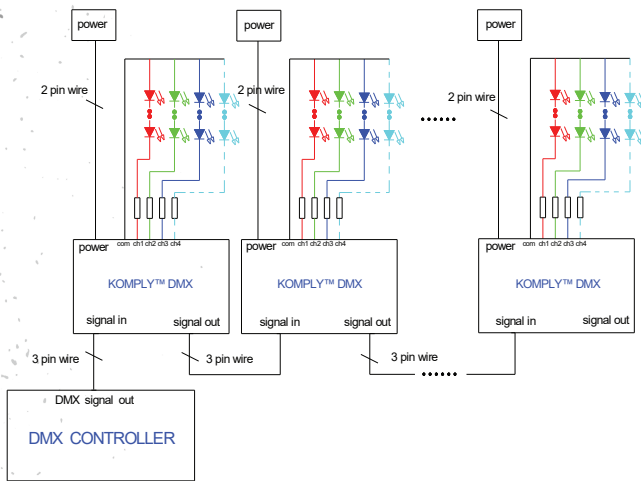 power
power
power
2 pin wire
2 pin wire
2 pin wire
power
com ch1 ch2 ch3 ch4
power
com ch1 ch2 ch3 ch4
power
com ch1 ch2 ch3 ch4
KOMPLY™ DMX
KOMPLY™ DMX
KOMPLY™ DMX
signal in
signal out
signal in
signal out
signal in
signal out
3 pin wire
3 pin wire
3 pin wire
DMX signal out
DMX CONTROLLER